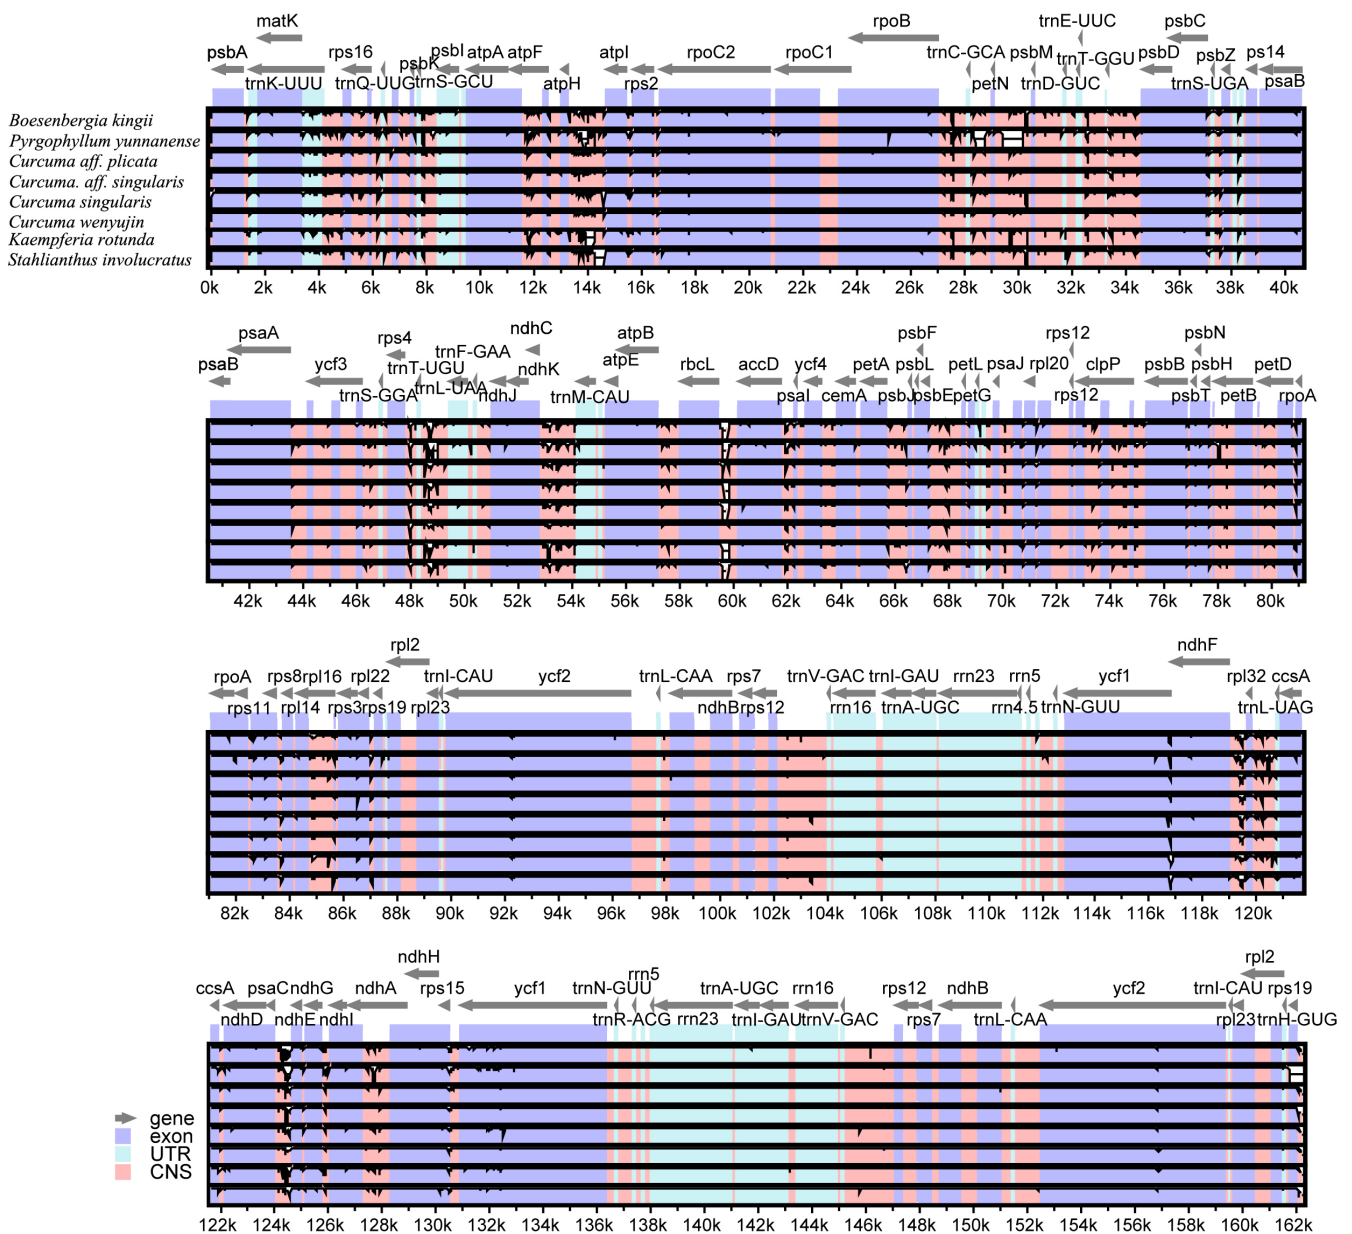 matK rpoB trnE-UUC psbC
psbA rps16 psbK psbI atpA atpF atpI rpoC2 rpoC1 trnC-GCA psbM trnT-GGU psbD psbZ ps14
trnK-UUU trnQ-UUG trnS-GCU atpH rps2 petN trnD-GUC trnS-UGA psaB
Boesenbergia kingii
Pyrgophyllum yunnanense
Curcuma aff. plicata
Curcuma. aff. singularis
Curcuma singularis
Curcuma wenyujin
Kaempferia rotunda
Stahlianthus involucratus
0k 2k 4k 6k 8k 10k 12k 14k 16k 18k 20k 22k 24k 26k 28k 30k 32k 34k 36k 38k 40k
psaA rps4 ndhC atpB psbF rps12 psbN
psaB ycf3 trnT-UGU trnF-GAA ndhK atpE rbcL accD ycf4 petA psbL petL psaJ rpl20 clpP psbB psbH petD
trnS-GGA trnL-UAA ndhJ trnM-CAU psaI cemA psbJ psbE petG rps12 psbT petB rpoA
42k 44k 46k 48k 50k 52k 54k 56k 58k 60k 62k 64k 66k 68k 70k 72k 74k 76k 78k 80k
rpl2 ndhF
rpoA rps8 rpl16 rpl22 trnI-CAU ycf2 trnL-CAA rps7 trnV-GAC trnI-GAU rrn23 rrn5 ycf1 rpl32 ccsA
rps11 rpl14 rps3 rps19 rpl23 ndhB rps12 rrn16 trnA-UGC rrn4.5 trnN-GUU trnL-UAG
82k 84k 86k 88k 90k 92k 94k 96k 98k 100k 102k 104k 106k 108k 110k 112k 114k 116k 118k 120k
ndhH rrn5 rpl2
ccsA psaC ndhG ndhA rps15 ycf1 trnN-GUU trnA-UGC rrn16 rps12 ndhB ycf2 trnI-CAU rps19
ndhD ndhE ndhI trnR-ACG rrn23 trnI-GAU trnV-GAC rps7 trnL-CAA rpl23 trnH-GUG
gene
exon
UTR
CNS
122k 124k 126k 128k 130k 132k 134k 136k 138k 140k 142k 144k 146k 148k 150k 152k 154k 156k 158k 160k 162k